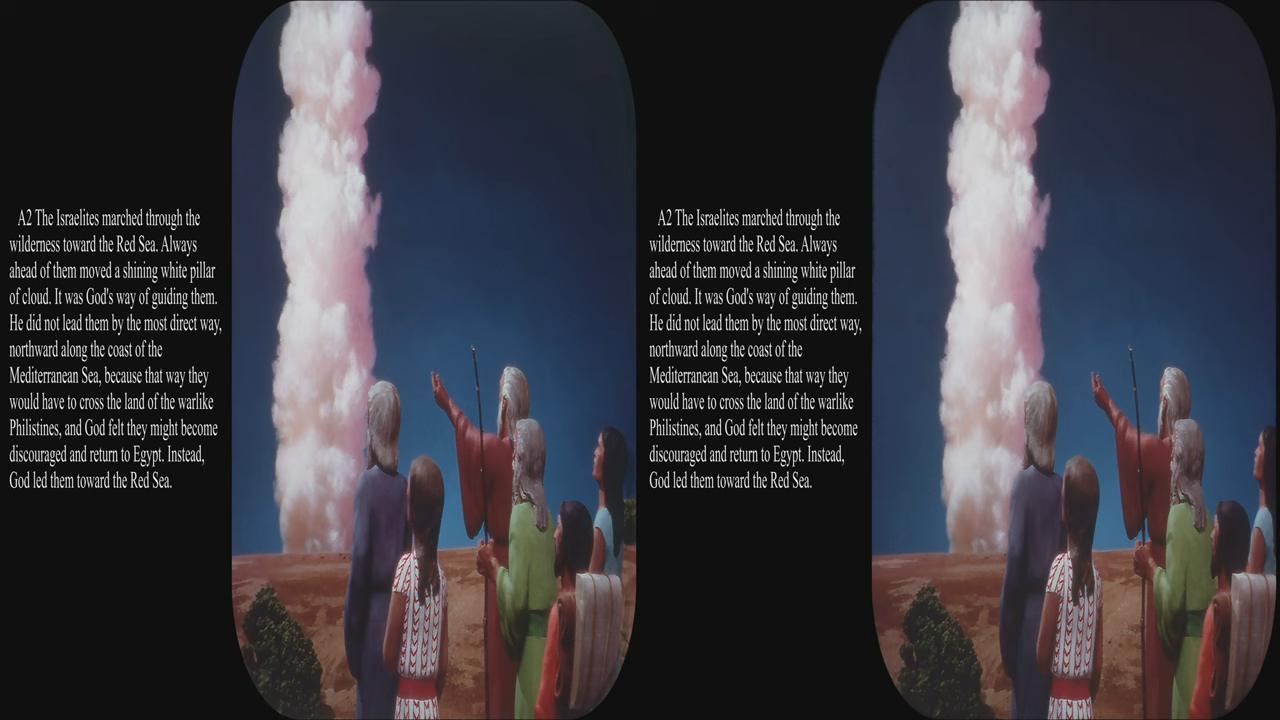 A2 The Israelites marched through the
wilderness toward the Red Sea. Always
ahead of them moved a shining white pillar
of cloud. It was God's way of guiding them.
He did not lead them by the most direct way,
northward along the coast of the
Mediterranean Sea, because that way they
would have to cross the land of the warlike
Philistines, and God felt they might become
discouraged and return to Egypt. Instead,
God led them toward the Red Sea.
A2 The Israelites marched through the
wilderness toward the Red Sea. Always
ahead of them moved a shining white pillar
of cloud. It was God's way of guiding them.
He did not lead them by the most direct way,
northward along the coast of the
Mediterranean Sea, because that way they
would have to cross the land of the warlike
Philistines, and God felt they might become
discouraged and return to Egypt. Instead,
God led them toward the Red Sea.